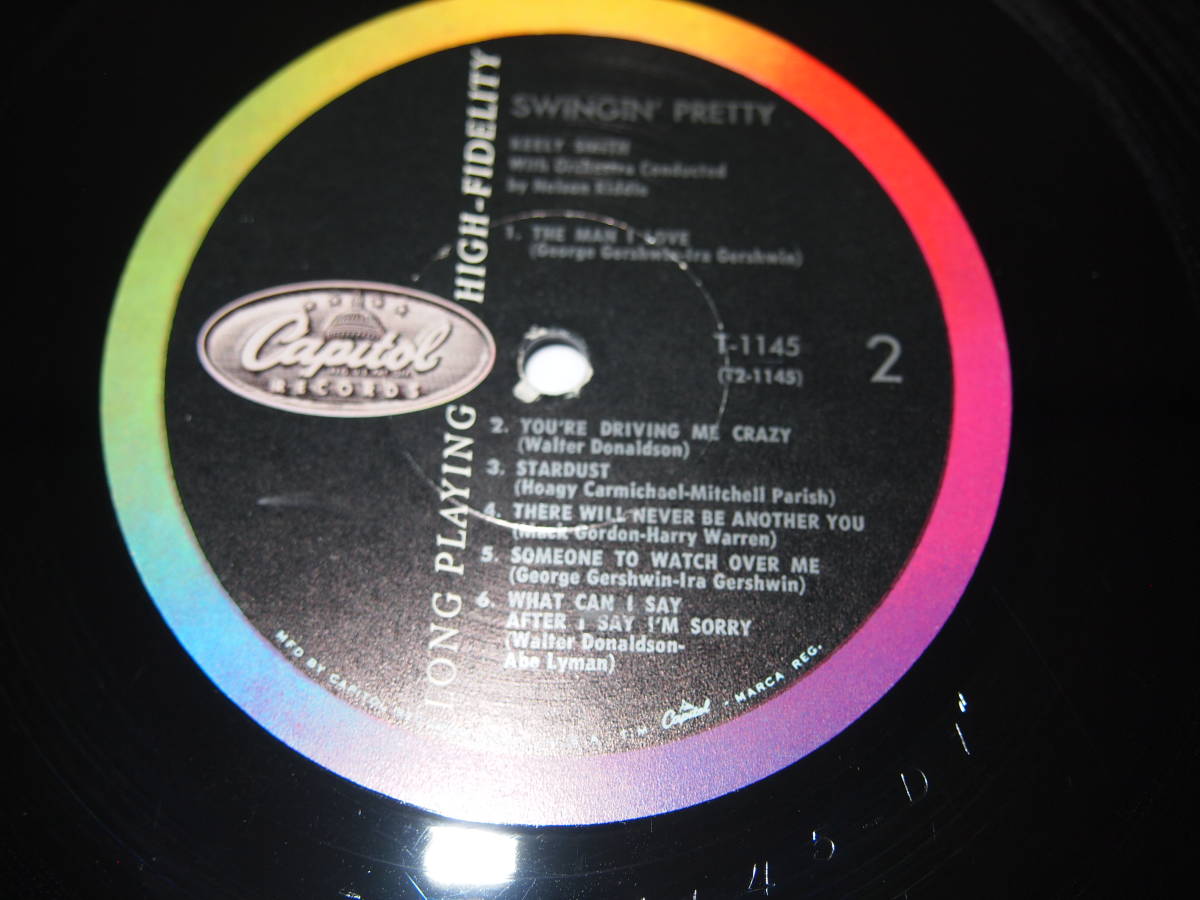 SWINGIN' PRETTY
KEELY SMITH
With Orchestra Conducted
by Nelson Riddle
1. THE MAN I LOVE
(George Gershwin-Ira Gershwin)
LONG PLAYING HIGH-FIDELITY
Capitol
RECORDS
T-1145
(T2-1145)
2
2. YOU'RE DRIVING ME CRAZY
(Walter Donaldson)
3. STARDUST
(Hoagy Carmichael-Mitchell Parish)
4. THERE WILL NEVER BE ANOTHER YOU
(Mack Gordon-Harry Warren)
5. SOMEONE TO WATCH OVER ME
(George Gershwin-Ira Gershwin)
6. WHAT CAN I SAY
AFTER I SAY I'M SORRY
(Walter Donaldson-
Abe Lyman)
MFD BY CAPITOL
T.M. Capitol - MARCA REG.
45 D1